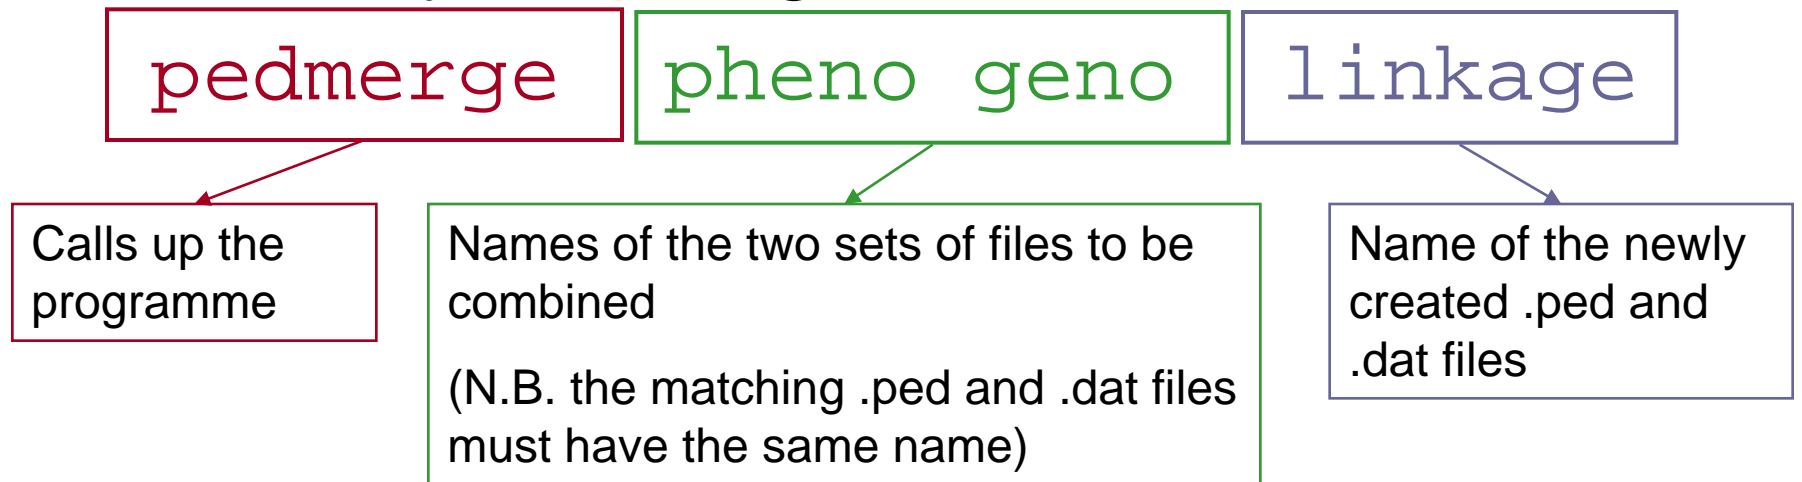 pedmerge pheno geno linkage
Calls up the
programme
Names of the two sets of files to be
combined
(N.B. the matching .ped and .dat files
must have the same name)
Name of the newly
created .ped and
.dat files